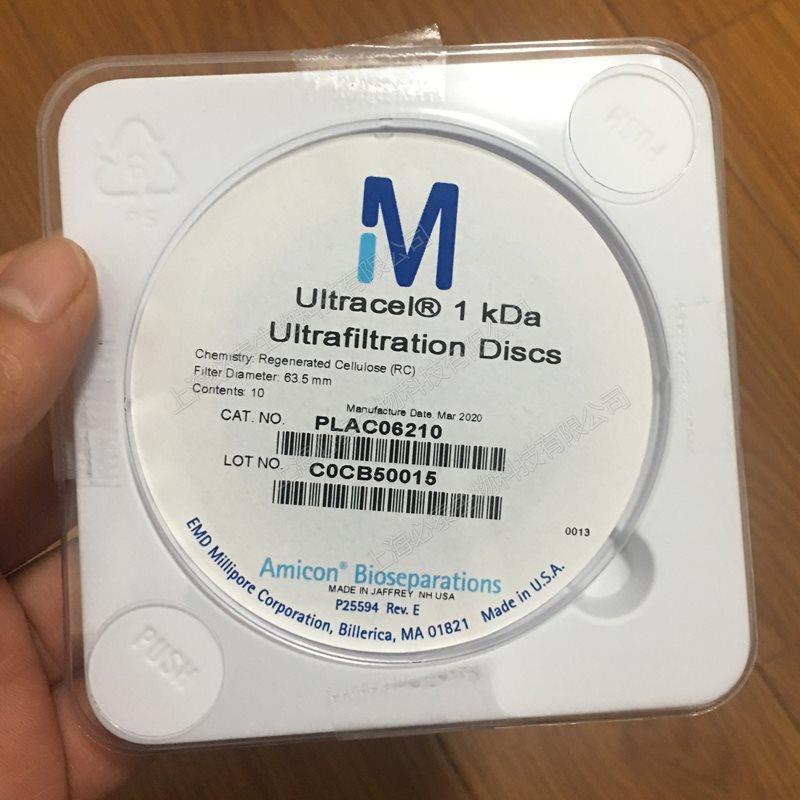 PUSH
M
Ultracel® 1 kDa
Ultrafiltration Discs
Chemistry: Regenerated Cellulose (RC)
Filter Diameter: 63.5 mm
Contents: 10
Manufacture Date: Mar 2020
CAT. NO. PLAC06210
LOT NO. C0CB50015
0013
Amicon® Bioseparations
MADE IN JAFFREY NH USA
P25594 Rev. E
EMD Millipore Corporation, Billerica, MA 01821 Made in U.S.A.
PUSH
PS